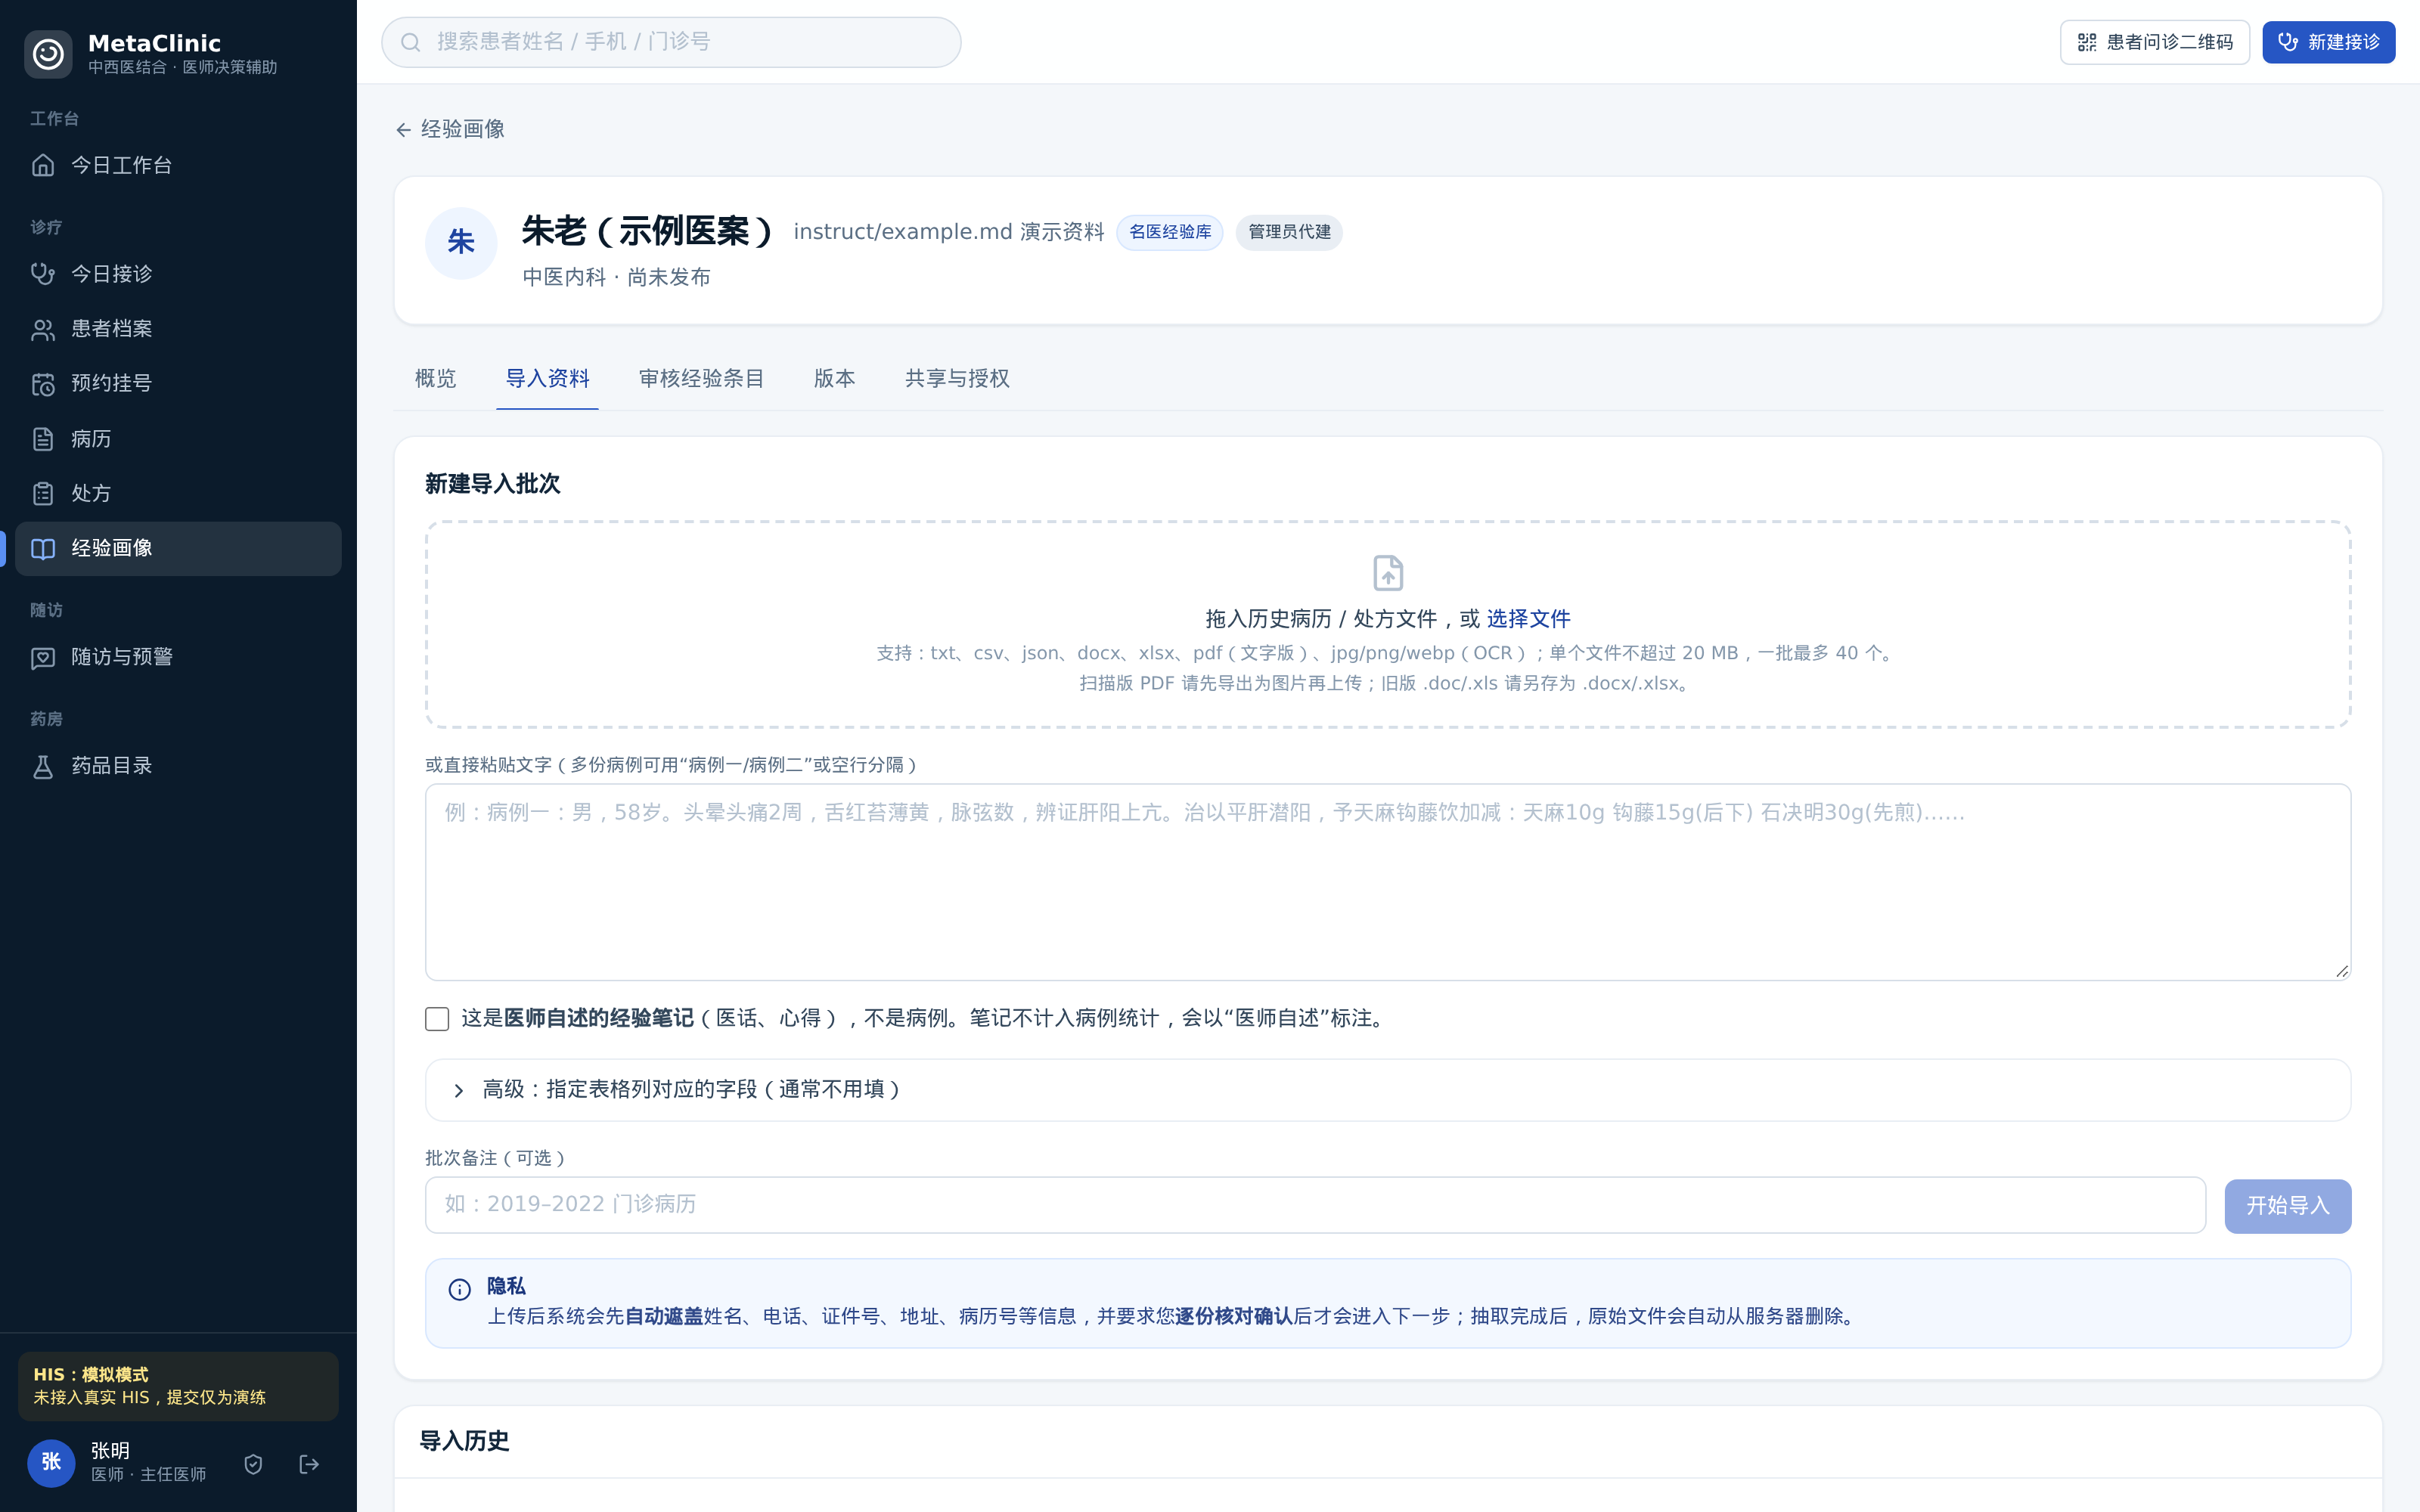 MetaClinic
中西医结合 · 医师决策辅助
工作台
今日工作台
诊疗
今日接诊
患者档案
预约挂号
病历
处方
经验画像
随访
随访与预警
药房
药品目录
HIS：模拟模式
未接入真实 HIS，提交仅为演练
张
张明
医师 · 主任医师
搜索患者姓名 / 手机 / 门诊号
患者问诊二维码
新建接诊
← 经验画像
朱
朱老（示例医案） instruct/example.md 演示资料 名医经验库 管理员代建
中医内科 · 尚未发布
概览 导入资料 审核经验条目 版本 共享与授权
新建导入批次
拖入历史病历 / 处方文件，或 选择文件
支持：txt、csv、json、docx、xlsx、pdf（文字版）、jpg/png/webp（OCR）；单个文件不超过 20 MB，一批最多 40 个。
扫描版 PDF 请先导出为图片再上传；旧版 .doc/.xls 请另存为 .docx/.xlsx。
或直接粘贴文字（多份病例可用“病例一/病例二”或空行分隔）
例：病例一：男，58岁。头晕头痛2周，舌红苔薄黄，脉弦数，辨证肝阳上亢。治以平肝潜阳，予天麻钩藤饮加减：天麻10g 钩藤15g(后下) 石决明30g(先煎)……
这是医师自述的经验笔记（医话、心得），不是病例。笔记不计入病例统计，会以“医师自述”标注。
高级：指定表格列对应的字段（通常不用填）
批次备注（可选）
如：2019–2022 门诊病历
开始导入
隐私
上传后系统会先自动遮盖姓名、电话、证件号、地址、病历号等信息，并要求您逐份核对确认后才会进入下一步；抽取完成后，原始文件会自动从服务器删除。
导入历史